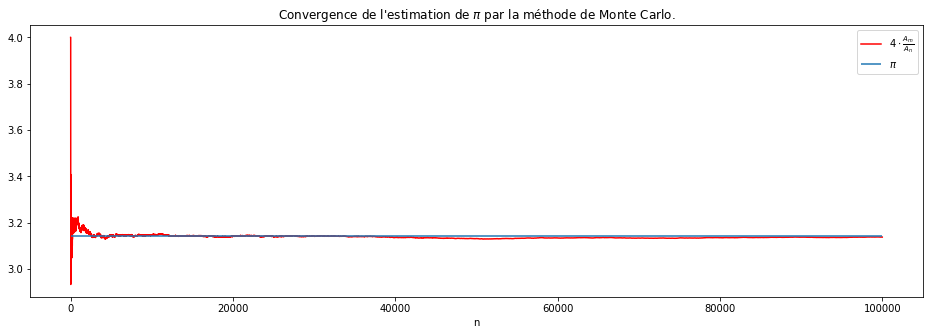 Convergence de l'estimation de π par la méthode de Monte Carlo.
4 · A_m/A_n
π
4.0
3.8
3.6
3.4
3.2
3.0
0 20000 40000 60000 80000 100000
n